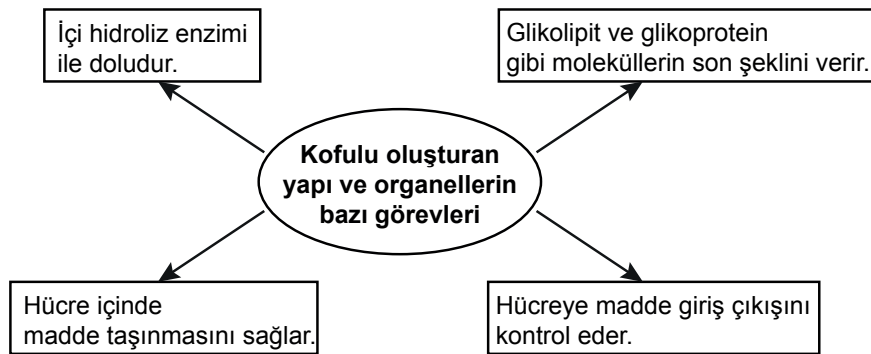 İçi hidroliz enzimi
ile doludur.
Glikolipit ve glikoprotein
gibi moleküllerin son şeklini verir.
Kofulu oluşturan
yapı ve organellerin
bazı görevleri
Hücre içinde
madde taşınmasını sağlar.
Hücreye madde giriş çıkışını
kontrol eder.